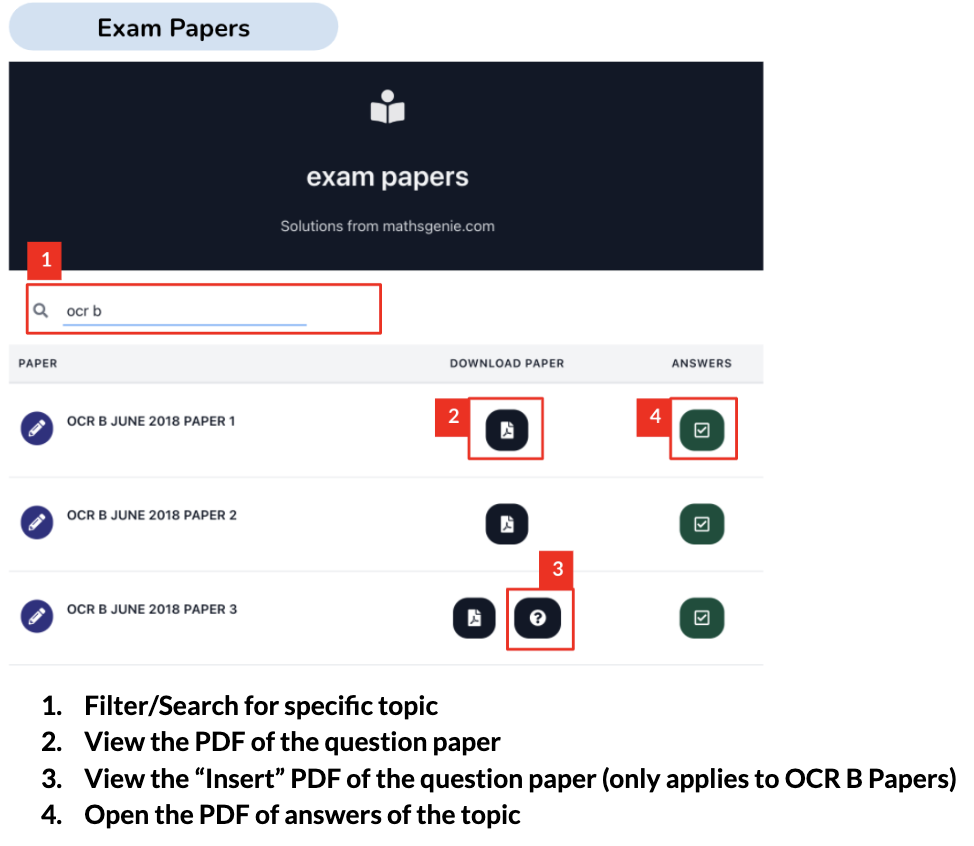 Exam Papers
exam papers
Solutions from mathsgenie.com
1
ocr b
PAPER DOWNLOAD PAPER ANSWERS
OCR B JUNE 2018 PAPER 1 2 4
OCR B JUNE 2018 PAPER 2
3
OCR B JUNE 2018 PAPER 3 ?
1. Filter/Search for specific topic
2. View the PDF of the question paper
3. View the “Insert” PDF of the question paper (only applies to OCR B Papers)
4. Open the PDF of answers of the topic